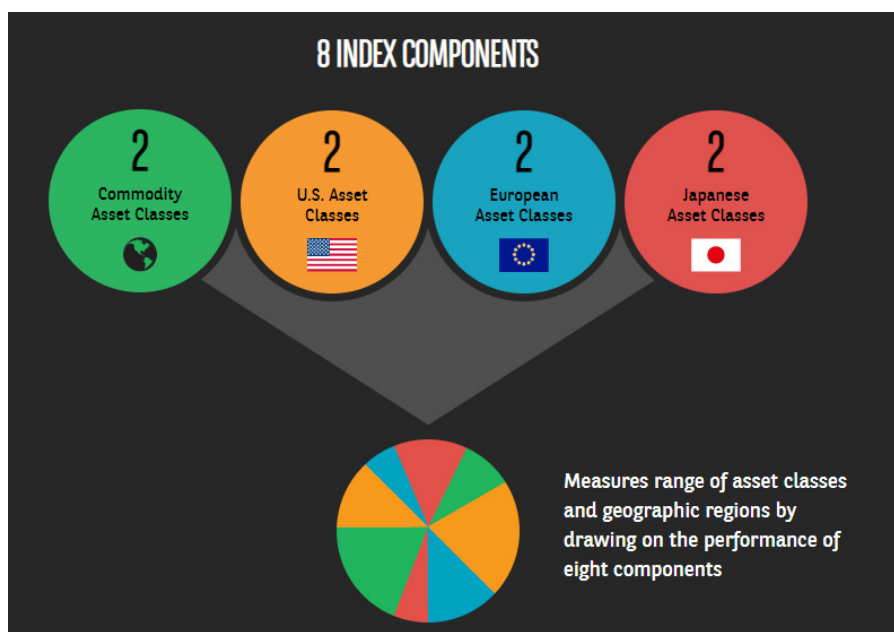 8 INDEX COMPONENTS
2
Commodity
Asset Classes
2
U.S. Asset
Classes
2
European
Asset Classes
2
Japanese
Asset Classes
Measures range of asset classes
and geographic regions by
drawing on the performance of
eight components